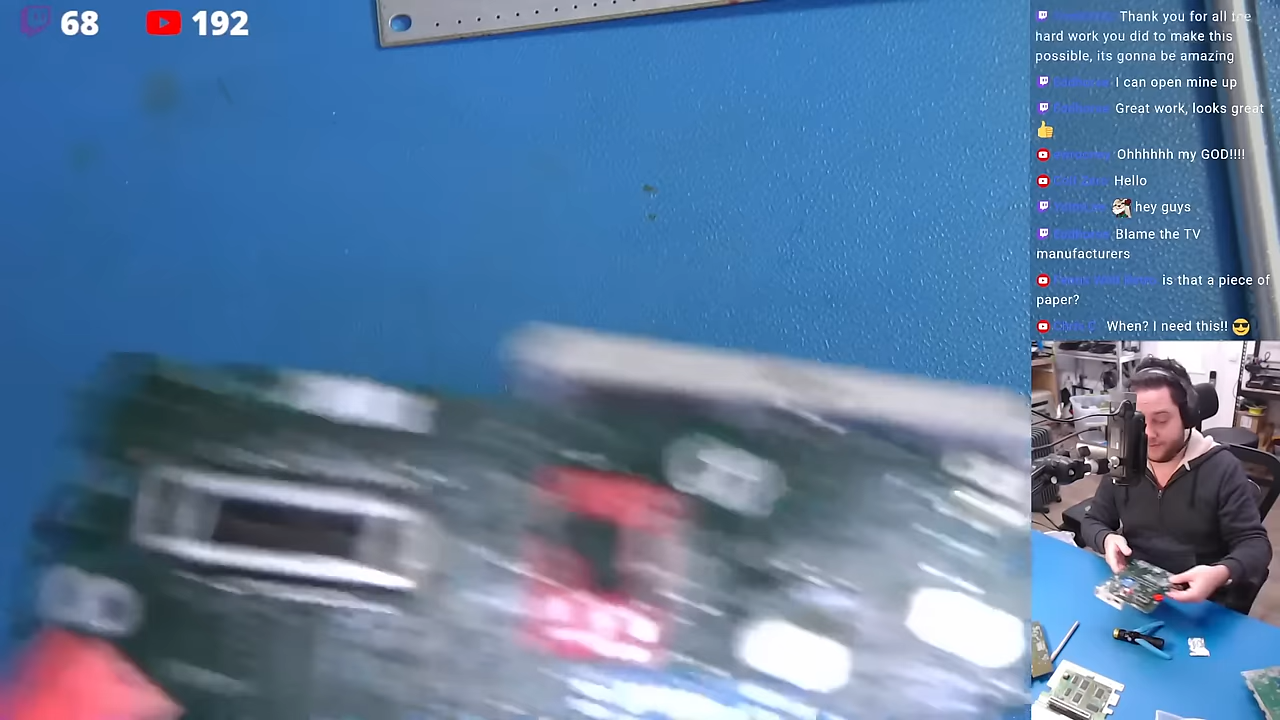 68 192
Thank you for all the
hard work you did to make this
possible, its gonna be amazing
I can open mine up
Great work, looks great
👍
Ohhhhhh my GOD!!!!
Hello
hey guys
Blame the TV
manufacturers
is that a piece of
paper?
When? I need this!! 😎